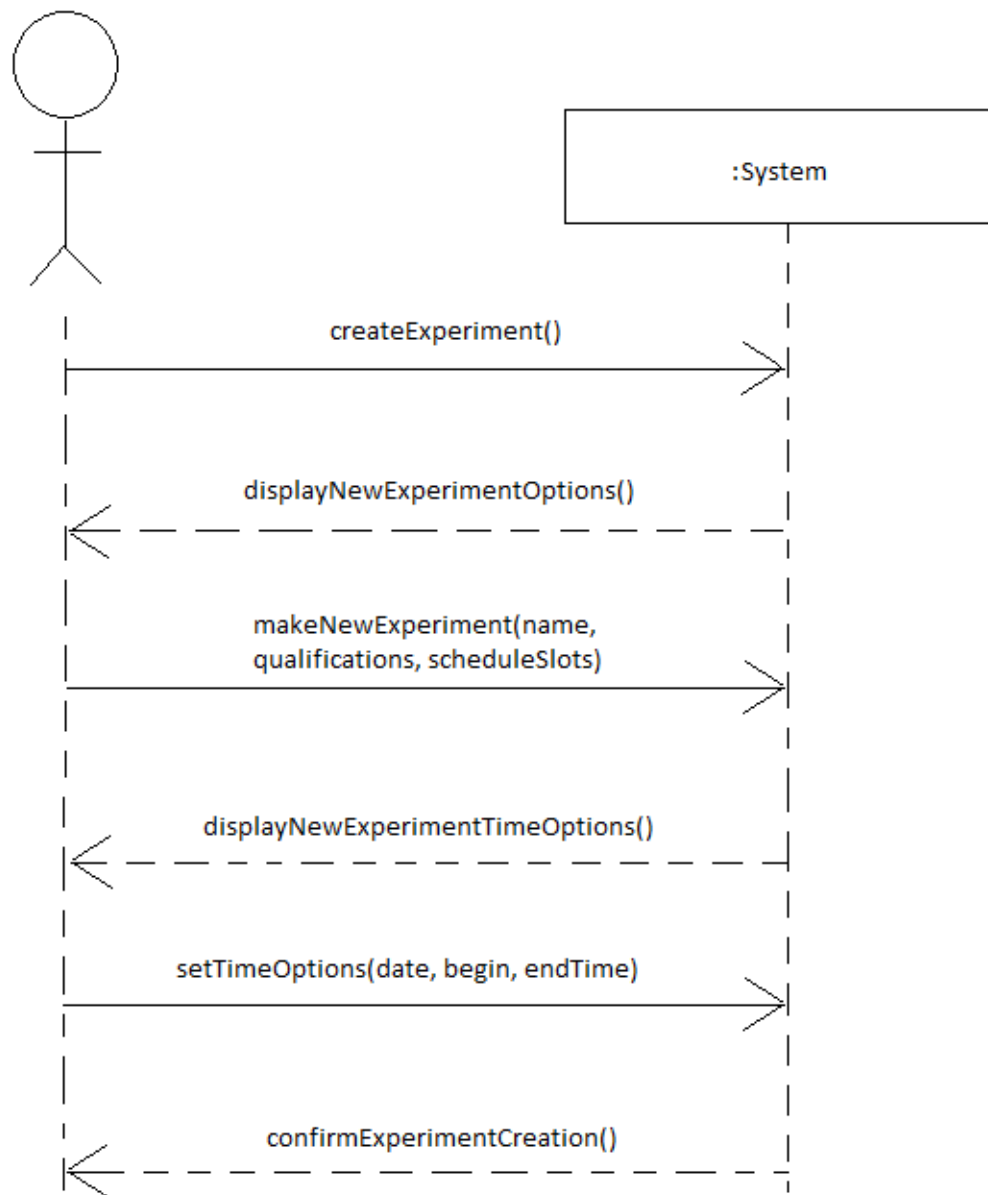 :System
createExperiment()
displayNewExperimentOptions()
makeNewExperiment(name,
qualifications, scheduleSlots)
displayNewExperimentTimeOptions()
setTimeOptions(date, begin, endTime)
confirmExperimentCreation()